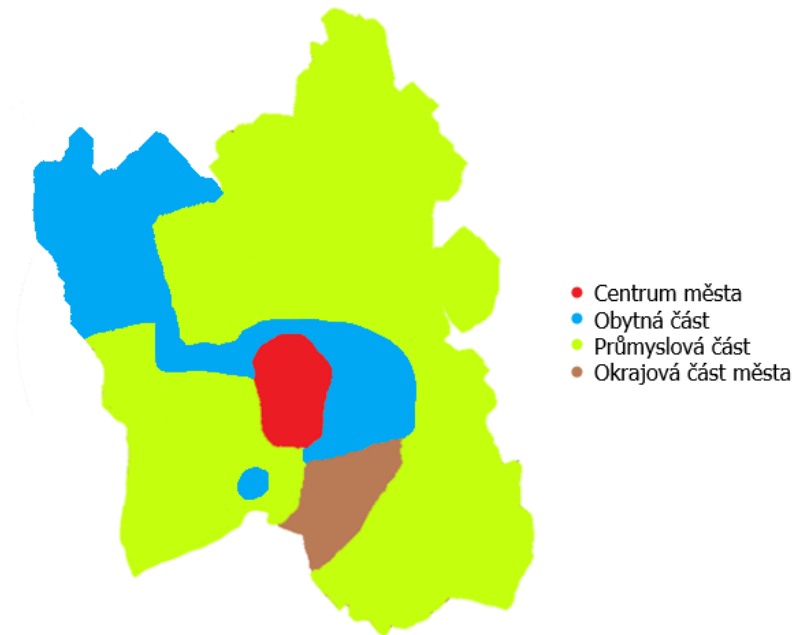 Centrum města
Obytná část
Průmyslová část
Okrajová část města